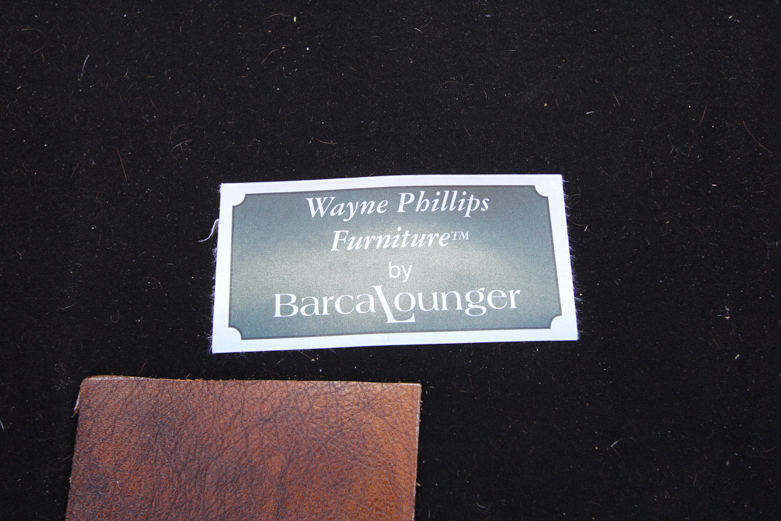 Wayne Phillips
Furniture™
by
BarcaLounger